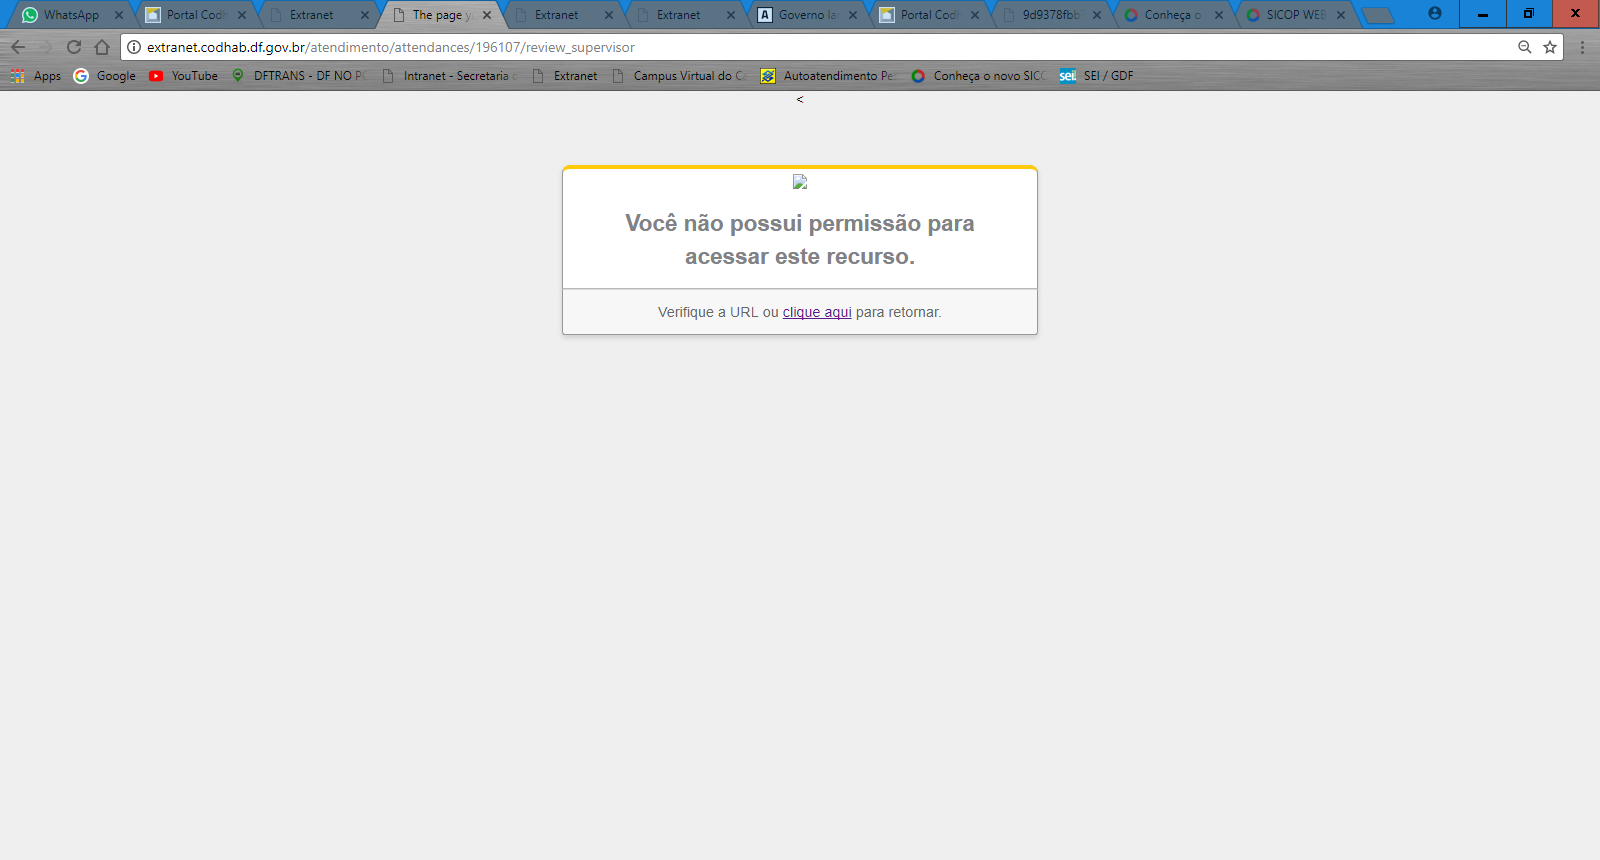 WhatsApp
Portal Codh
Extranet
The page y
Extranet
Extranet
A
Governo la
Portal Codh
9d9378fbb
Conheça o
SICOP WEB
extranet.codhab.df.gov.br/atendimento/attendances/196107/review_supervisor
Apps
Google
YouTube
DFTRANS - DF NO P
Intranet - Secretaria
Extranet
Campus Virtual do C
Autoatendimento Pe
Conheça o novo SIC
sei!
SEI / GDF
<
Você não possui permissão para
acessar este recurso.
Verifique a URL ou clique aqui para retornar.